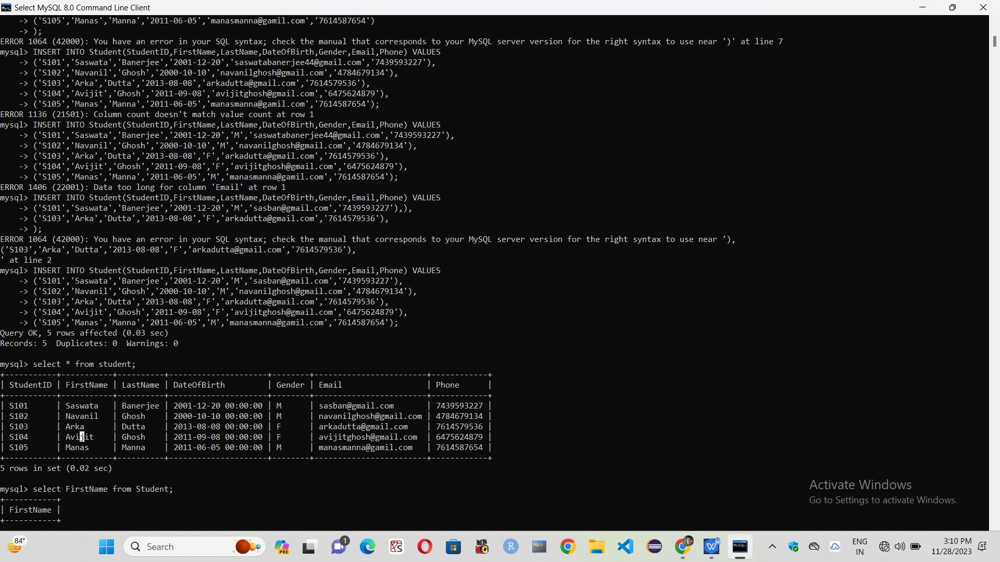 Select MySQL 8.0 Command Line Client
    -> ('S105','Manas','Manna','2011-06-05','manasmanna@gamil.com','7614587654')
    -> );
ERROR 1064 (42000): You have an error in your SQL syntax; check the manual that corresponds to your MySQL server version for the right syntax to use near ')' at line 7
mysql> INSERT INTO Student(StudentID,FirstName,LastName,DateOfBirth,Gender,Email,Phone) VALUES
    -> ('S101','Saswata','Banerjee','2001-12-20','saswatabanerjee44@gmail.com','7439593227'),
    -> ('S102','Navanil','Ghosh','2000-10-10','navanilghosh@gmail.com','4784679134'),
    -> ('S103','Arka','Dutta','2013-08-08','arkadutta@gmail.com','7614579536'),
    -> ('S104','Avijit','Ghosh','2011-09-08','avijitghosh@gmail.com','6475624879'),
    -> ('S105','Manas','Manna','2011-06-05','manasmanna@gamil.com','7614587654');
ERROR 1136 (21S01): Column count doesn't match value count at row 1
mysql> INSERT INTO Student(StudentID,FirstName,LastName,DateOfBirth,Gender,Email,Phone) VALUES
    -> ('S101','Saswata','Banerjee','2001-12-20','M','saswatabanerjee44@gmail.com','7439593227'),
    -> ('S102','Navanil','Ghosh','2000-10-10','M','navanilghosh@gmail.com','4784679134'),
    -> ('S103','Arka','Dutta','2013-08-08','F','arkadutta@gmail.com','7614579536'),
    -> ('S104','Avijit','Ghosh','2011-09-08','F','avijitghosh@gmail.com','6475624879'),
    -> ('S105','Manas','Manna','2011-06-05','M','manasmanna@gamil.com','7614587654');
ERROR 1406 (22001): Data too long for column 'Email' at row 1
mysql> INSERT INTO Student(StudentID,FirstName,LastName,DateOfBirth,Gender,Email,Phone) VALUES
    -> ('S101','Saswata','Banerjee','2001-12-20','M','sasban@gmail.com','7439593227'),),
    -> ('S103','Arka','Dutta','2013-08-08','F','arkadutta@gmail.com','7614579536'),
    -> );
ERROR 1064 (42000): You have an error in your SQL syntax; check the manual that corresponds to your MySQL server version for the right syntax to use near '),
('S103','Arka','Dutta','2013-08-08','F','arkadutta@gmail.com','7614579536'),
' at line 2
mysql> INSERT INTO Student(StudentID,FirstName,LastName,DateOfBirth,Gender,Email,Phone) VALUES
    -> ('S101','Saswata','Banerjee','2001-12-20','M','sasban@gmail.com','7439593227'),
    -> ('S102','Navanil','Ghosh','2000-10-10','M','navanilghosh@gmail.com','4784679134'),
    -> ('S103','Arka','Dutta','2013-08-08','F','arkadutta@gmail.com','7614579536'),
    -> ('S104','Avijit','Ghosh','2011-09-08','F','avijitghosh@gmail.com','6475624879'),
    -> ('S105','Manas','Manna','2011-06-05','M','manasmanna@gamil.com','7614587654');
Query OK, 5 rows affected (0.03 sec)
Records: 5  Duplicates: 0  Warnings: 0
mysql> select * from student;
+-----------+-----------+----------+---------------------+--------+------------------------+------------+
| StudentID | FirstName | LastName | DateOfBirth         | Gender | Email                  | Phone      |
+-----------+-----------+----------+---------------------+--------+------------------------+------------+
| S101      | Saswata   | Banerjee | 2001-12-20 00:00:00 | M      | sasban@gmail.com       | 7439593227 |
| S102      | Navanil   | Ghosh    | 2000-10-10 00:00:00 | M      | navanilghosh@gmail.com | 4784679134 |
| S103      | Arka      | Dutta    | 2013-08-08 00:00:00 | F      | arkadutta@gmail.com    | 7614579536 |
| S104      | Avijit    | Ghosh    | 2011-09-08 00:00:00 | F      | avijitghosh@gmail.com  | 6475624879 |
| S105      | Manas     | Manna    | 2011-06-05 00:00:00 | M      | manasmanna@gamil.com   | 7614587654 |
+-----------+-----------+----------+---------------------+--------+------------------------+------------+
5 rows in set (0.02 sec)
mysql> select FirstName from Student;
+-----------+
| FirstName |
+-----------+
Activate Windows
Go to Settings to activate Windows.
84°
Search
PRE
1
MS
R
SQL>
W
MySQL
ENG
IN
3:10 PM
11/28/2023